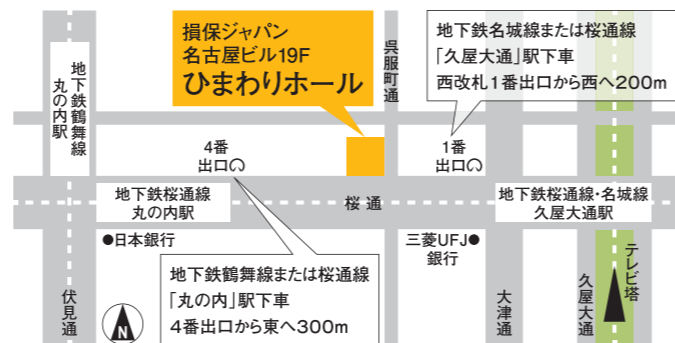 損保ジャパン
名古屋ビル19F
ひまわりホール
呉服町通
地下鉄名城線または桜通線
「久屋大通」駅下車
西改札1番出口から西へ200m
地下鉄鶴舞線
丸の内駅
4番
出口
1番
出口
地下鉄桜通線
丸の内駅
桜通
地下鉄桜通線・名城線
久屋大通駅
●日本銀行
三菱UFJ●
銀行
地下鉄鶴舞線または桜通線
「丸の内」駅下車
4番出口から東へ300m
伏見通
N
大津通
久屋大通
テレビ塔